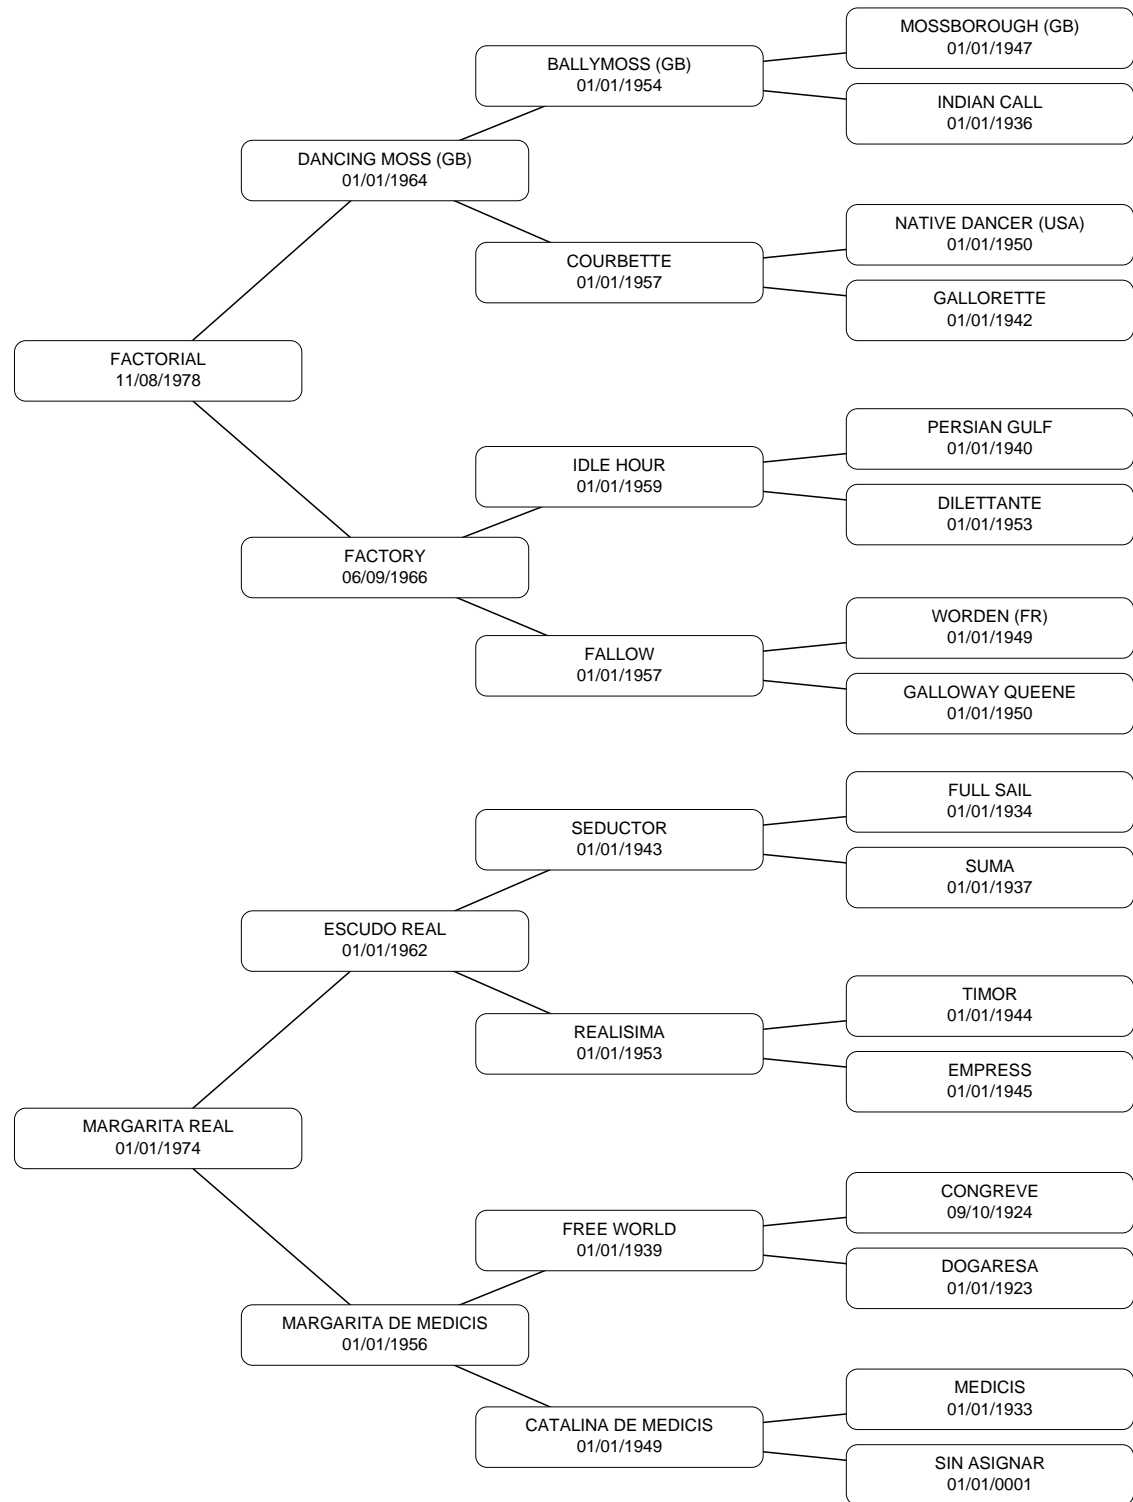 MOSSBOROUGH (GB)
01/01/1947
BALLYMOSS (GB)
01/01/1954
INDIAN CALL
01/01/1936
DANCING MOSS (GB)
01/01/1964
NATIVE DANCER (USA)
01/01/1950
COURBETTE
01/01/1957
GALLORETTE
01/01/1942
FACTORIAL
11/08/1978
PERSIAN GULF
01/01/1940
IDLE HOUR
01/01/1959
DILETTANTE
01/01/1953
FACTORY
06/09/1966
WORDEN (FR)
01/01/1949
FALLOW
01/01/1957
GALLOWAY QUEENE
01/01/1950
FULL SAIL
01/01/1934
SEDUCTOR
01/01/1943
SUMA
01/01/1937
ESCUDO REAL
01/01/1962
TIMOR
01/01/1944
REALISIMA
01/01/1953
EMPRESS
01/01/1945
MARGARITA REAL
01/01/1974
CONGREVE
09/10/1924
FREE WORLD
01/01/1939
DOGARESA
01/01/1923
MARGARITA DE MEDICIS
01/01/1956
MEDICIS
01/01/1933
CATALINA DE MEDICIS
01/01/1949
SIN ASIGNAR
01/01/0001